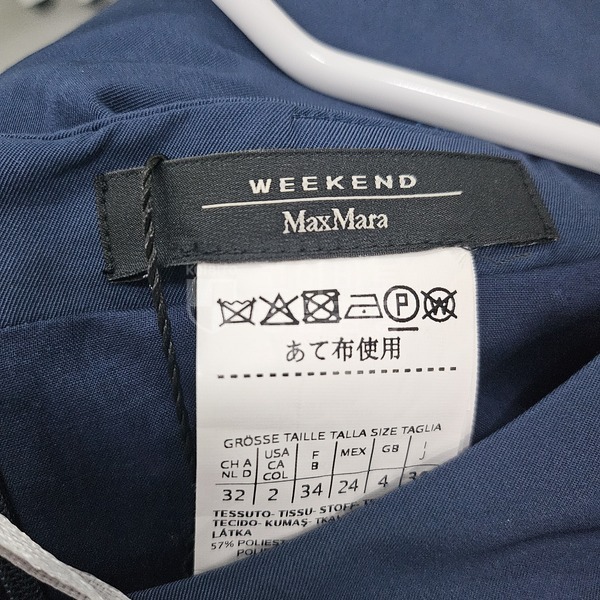 WEEKEND
MaxMara
あて布使用
GRÖSSE TAILLE TALLA SIZE TAGLIA
CH A NL D USA CA COL F B MEX GB I J
32 2 34 24 4
TESSUTO-TISSU-STOFF-
TECIDO-KUMAŞ-
LÁTKA
57% POLIEST